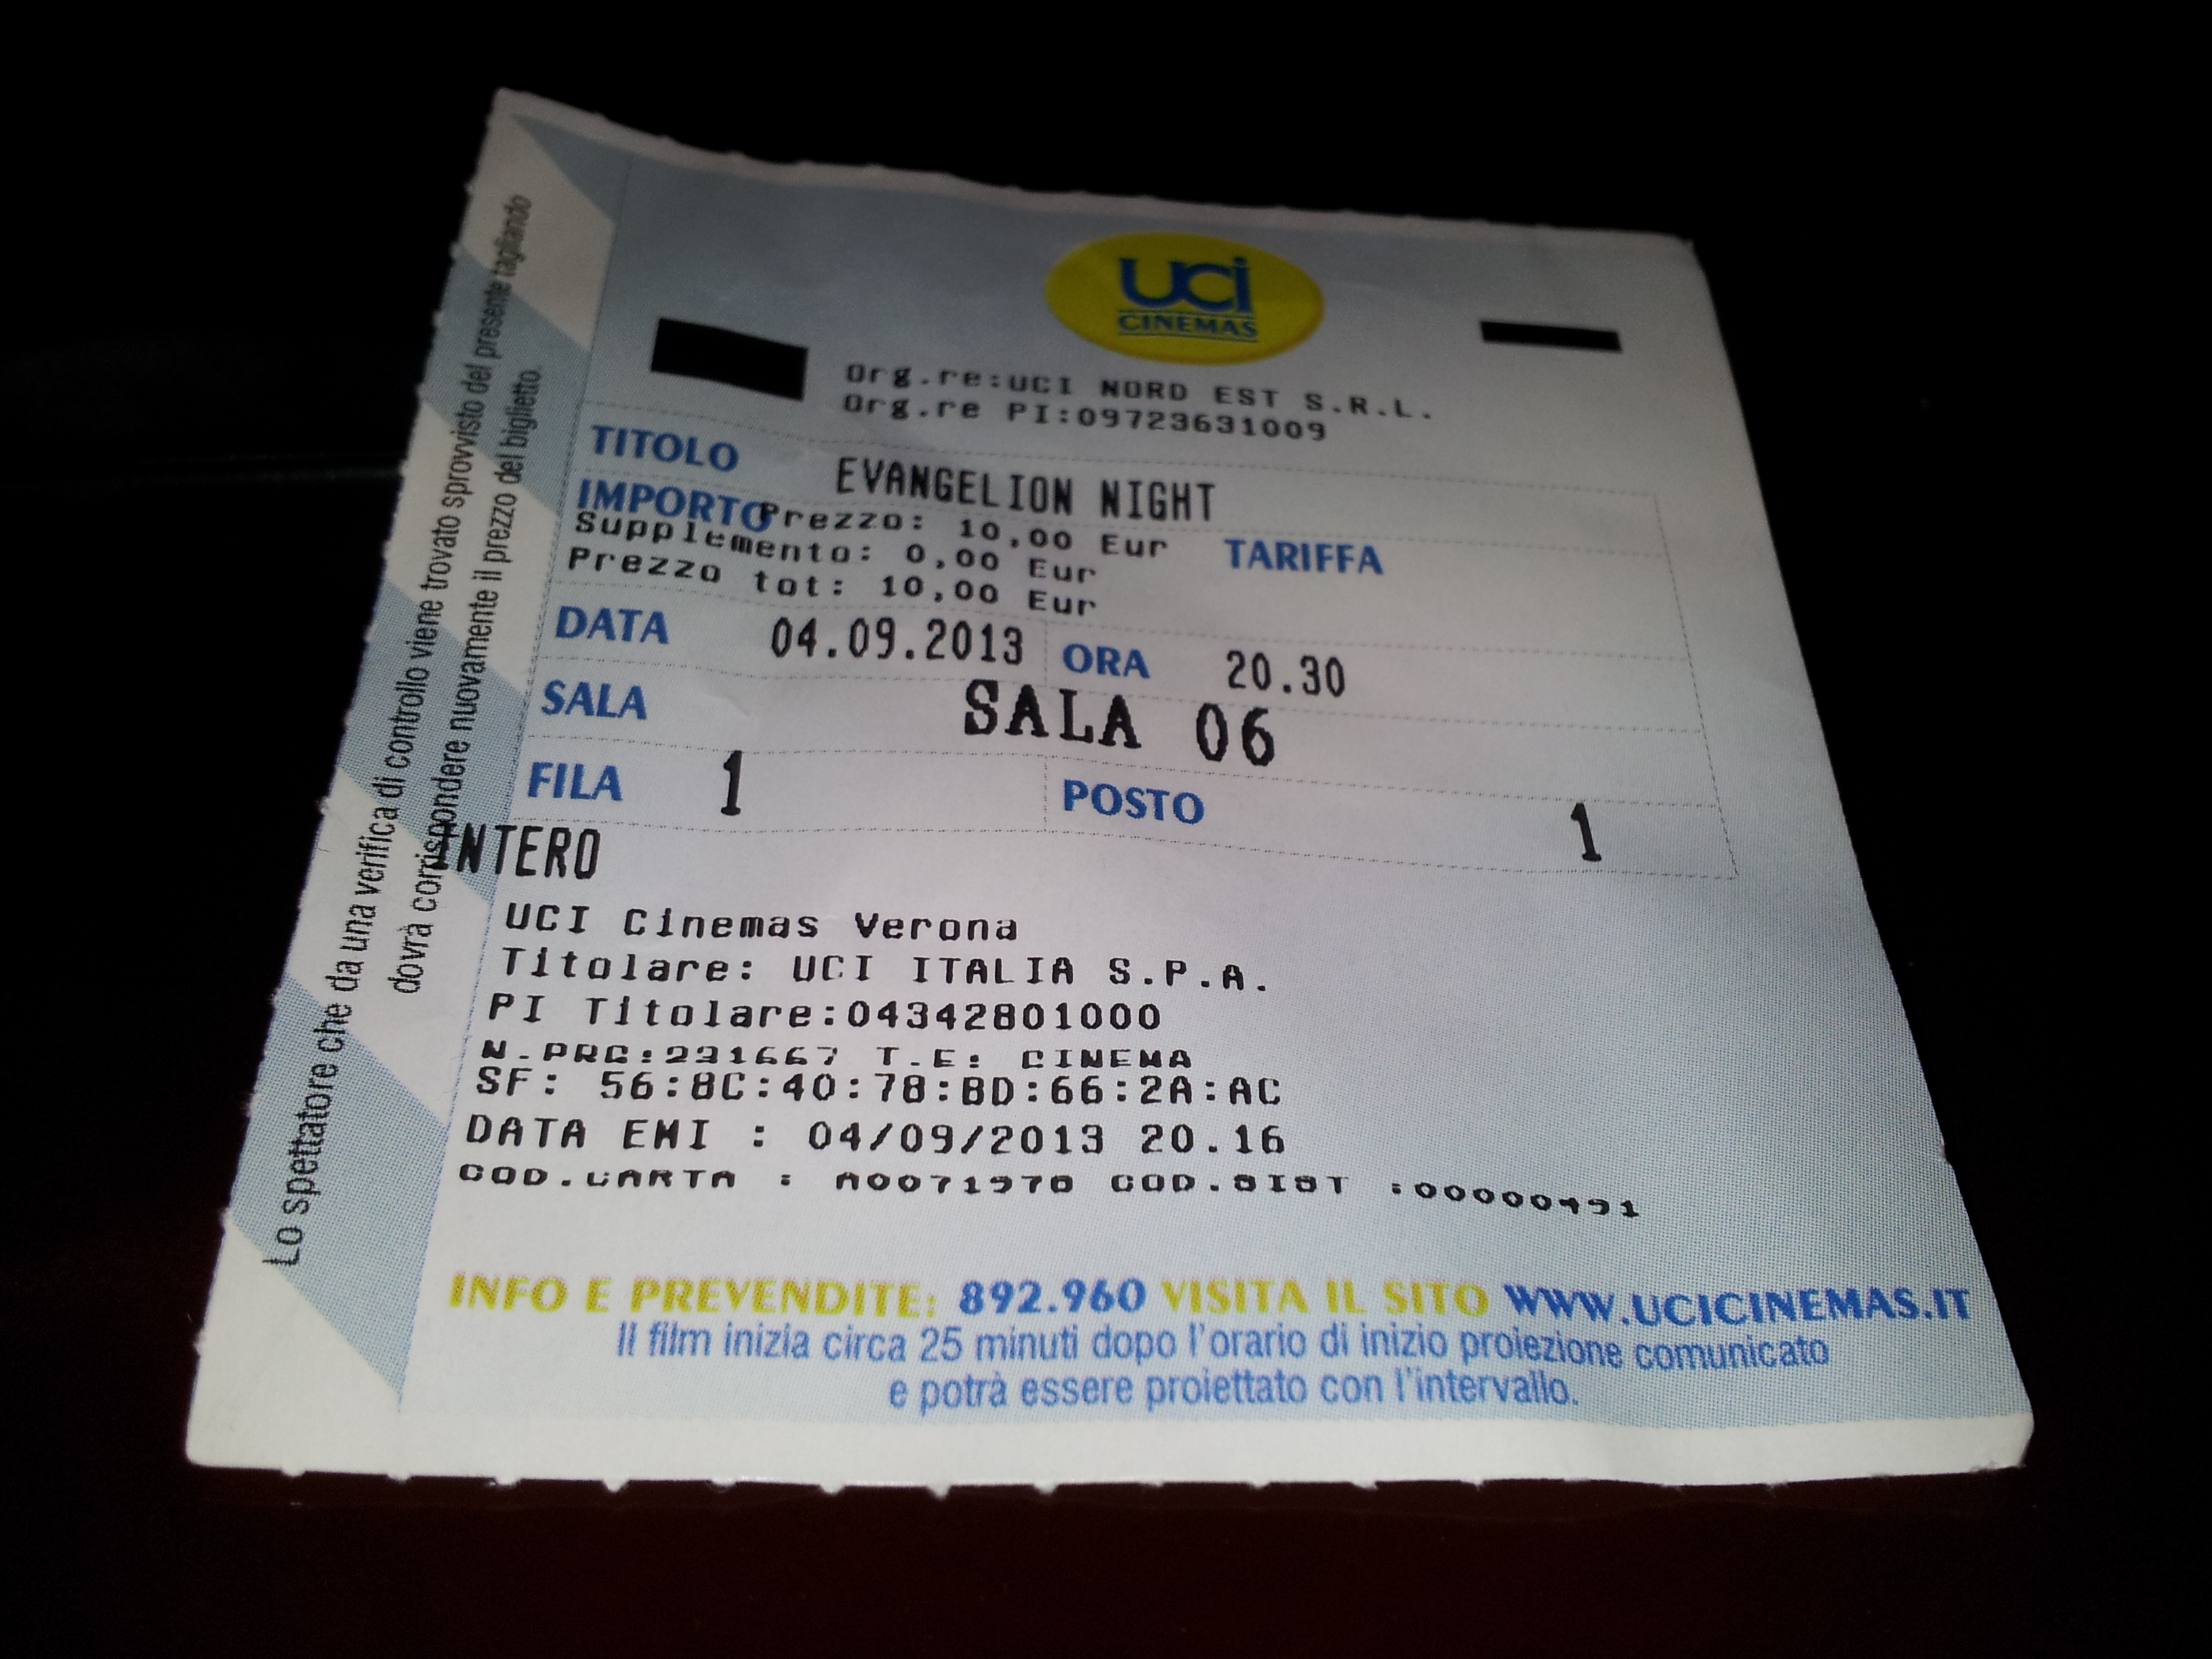 uci
CINEMAS
Org.re:UCI NORD EST S.R.L.
Org.re PI:09723631009
TITOLO EVANGELION NIGHT
IMPORTO Prezzo: 10,00 Eur TARIFFA
Supplemento: 0,00 Eur
Prezzo tot: 10,00 Eur
DATA 04.09.2013 ORA 20.30
SALA SALA 06
FILA 1 POSTO 1
INTERO
UCI Cinemas Verona
Titolare: UCI ITALIA S.P.A.
PI Titolare:04342801000
T.E: CINEMA
SF: 56:8C:40:78:BD:66:2A:AC
DATA EMI : 04/09/2013 20.16
COD.CARTA : COD.SIST :00000491
INFO E PREVENDITE: 892.960 VISITA IL SITO WWW.UCICINEMAS.IT
Il film inizia circa 25 minuti dopo l'orario di inizio proiezione comunicato
e potrà essere proiettato con l'intervallo.
Lo spettatore che da una verifica di controllo viene trovato sprovvisto del presente tagliando
dovrà corrispondere nuovamente il prezzo del biglietto.